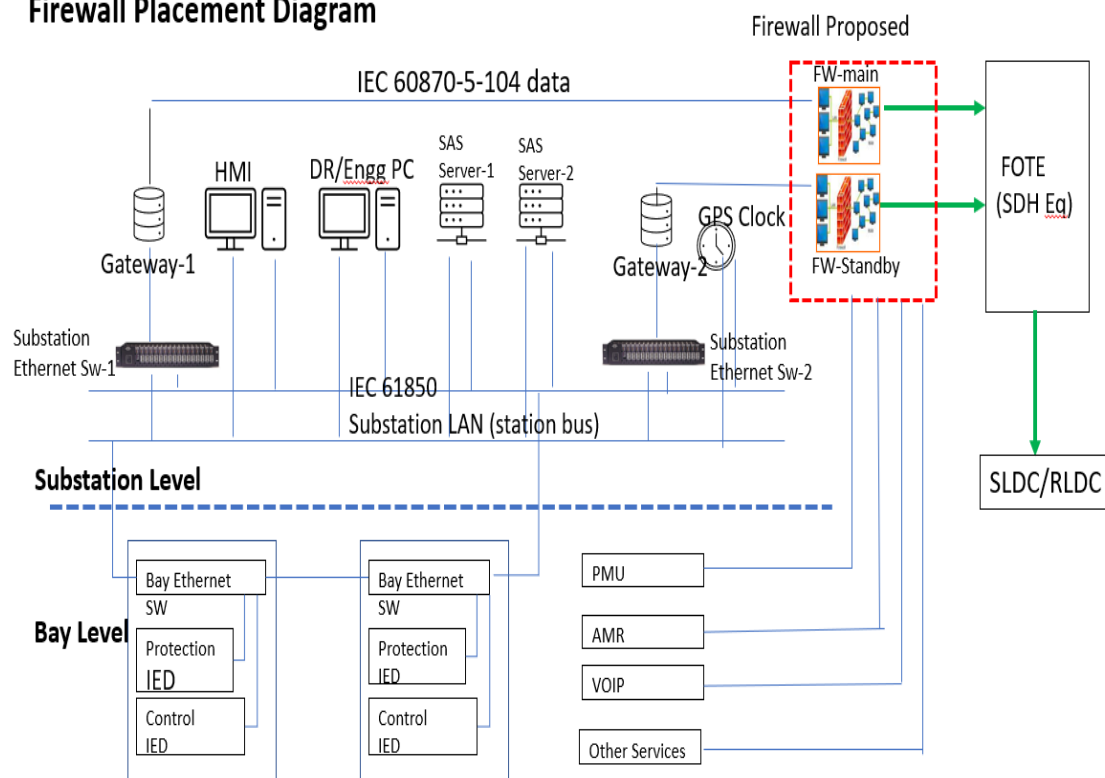 Firewall Placement Diagram
Firewall Proposed
IEC 60870-5-104 data
FW-main
SAS
Server-1
SAS
Server-2
HMI
DR/Engg PC
FOTE
(SDH Eq)
GPS Clock
Gateway-1
Gateway-2
FW-Standby
Substation
Ethernet Sw-1
Substation
Ethernet Sw-2
IEC 61850
Substation LAN (station bus)
Substation Level
SLDC/RLDC
Bay Ethernet
SW
Bay Ethernet
SW
PMU
Bay Level
Protection
IED
Protection
IED
AMR
VOIP
Control
IED
Control
IED
Other Services